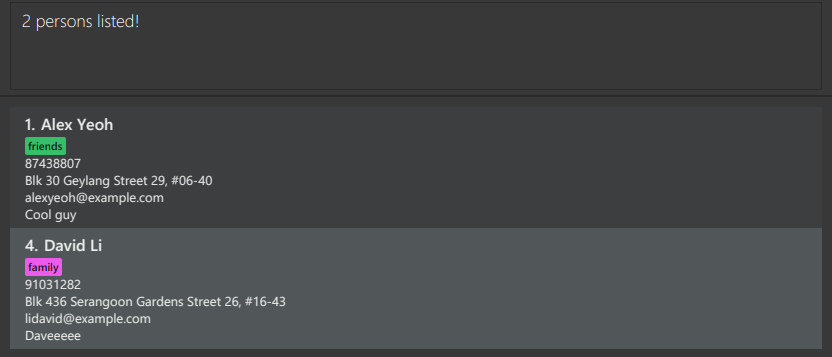 2 persons listed!
1. Alex Yeoh
friends
87438807
Blk 30 Geylang Street 29, #06-40
alexyeoh@example.com
Cool guy
4. David Li
family
91031282
Blk 436 Serangoon Gardens Street 26, #16-43
lidavid@example.com
Daveeeee